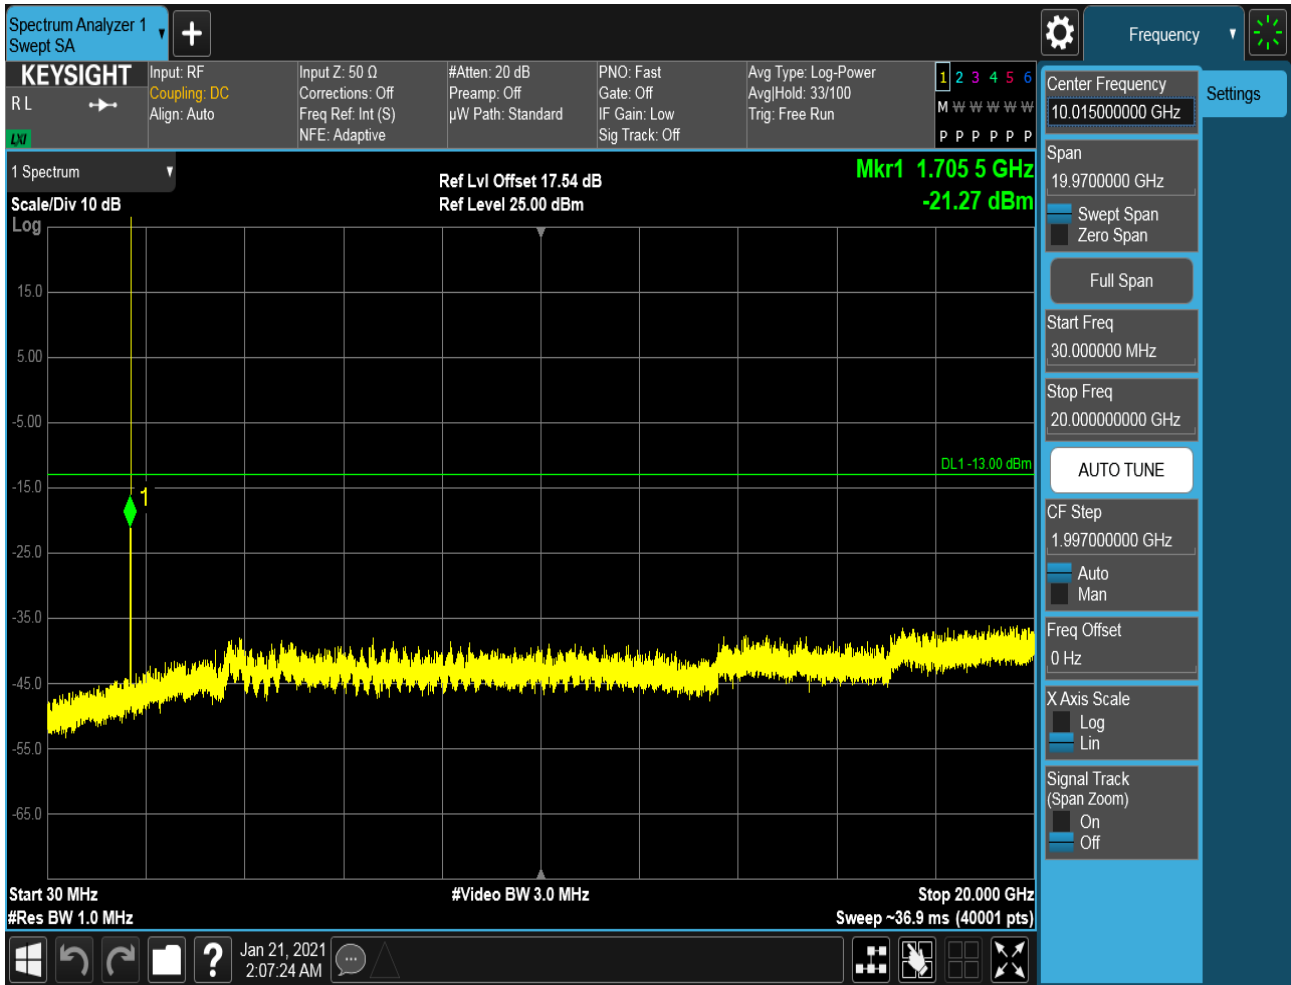 Spectrum Analyzer 1
Swept SA
+
Frequency
KEYSIGHT
R L
LXI
Input: RF
Coupling: DC
Align: Auto
Input Z: 50 Ω
Corrections: Off
Freq Ref: Int (S)
NFE: Adaptive
#Atten: 20 dB
Preamp: Off
µW Path: Standard
PNO: Fast
Gate: Off
IF Gain: Low
Sig Track: Off
Avg Type: Log-Power
Avg|Hold: 33/100
Trig: Free Run
1 2 3 4 5 6
M W W W W W
P P P P P P
1 Spectrum
Scale/Div 10 dB
Log
Ref Lvl Offset 17.54 dB
Ref Level 25.00 dBm
Mkr1 1.705 5 GHz
-21.27 dBm
15.0
5.00
-5.00
DL1 -13.00 dBm
-15.0
1
-25.0
-35.0
-45.0
-55.0
-65.0
Start 30 MHz
#Res BW 1.0 MHz
#Video BW 3.0 MHz
Stop 20.000 GHz
Sweep ~36.9 ms (40001 pts)
Center Frequency
10.015000000 GHz
Settings
Span
19.9700000 GHz
Swept Span
Zero Span
Full Span
Start Freq
30.000000 MHz
Stop Freq
20.000000000 GHz
AUTO TUNE
CF Step
1.997000000 GHz
Auto
Man
Freq Offset
0 Hz
X Axis Scale
Log
Lin
Signal Track
(Span Zoom)
On
Off
?
Jan 21, 2021
2:07:24 AM